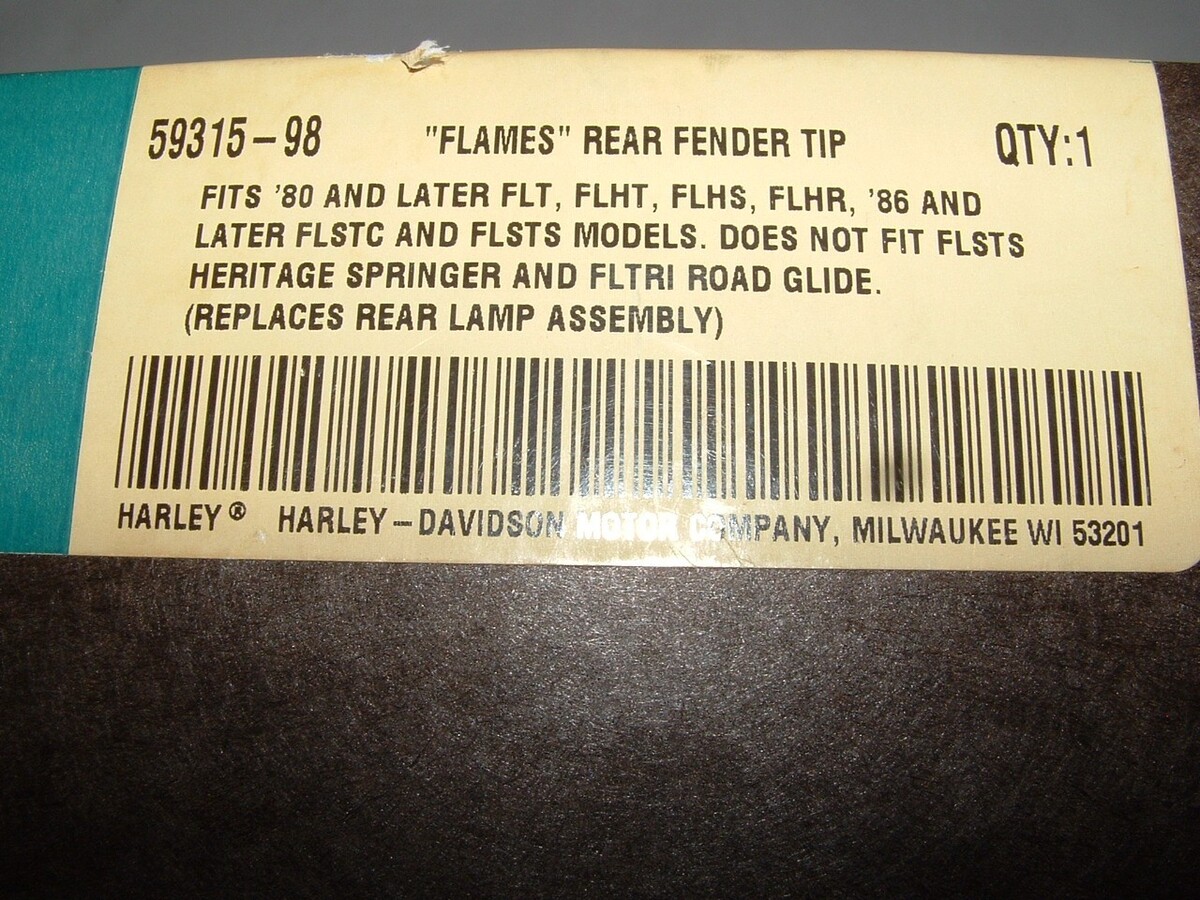 59315-98 "FLAMES" REAR FENDER TIP QTY:1
FITS '80 AND LATER FLT, FLHT, FLHS, FLHR, '86 AND
LATER FLSTC AND FLSTS MODELS. DOES NOT FIT FLSTS
HERITAGE SPRINGER AND FLTRI ROAD GLIDE.
(REPLACES REAR LAMP ASSEMBLY)
HARLEY® HARLEY-DAVIDSON MOTOR COMPANY, MILWAUKEE WI 53201